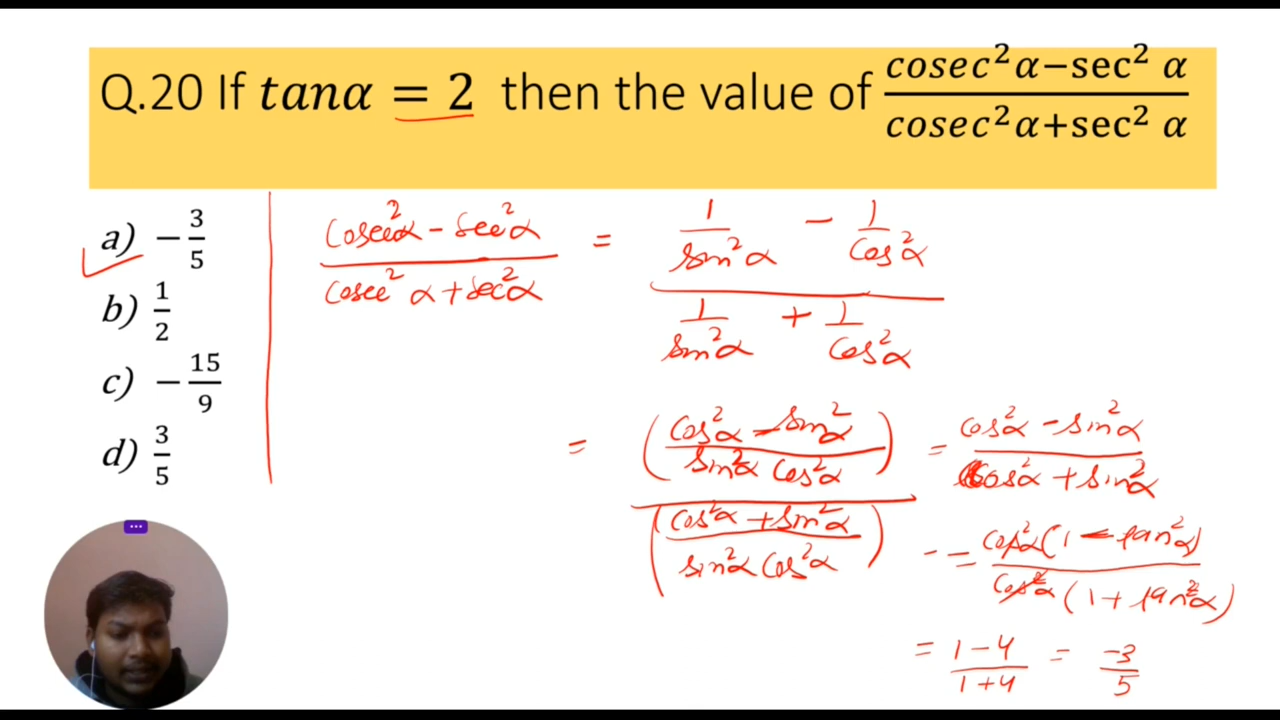 Q.20 If tanα = 2 then the value of (cosec²α−sec² α)/(cosec²α+sec² α)
a) −3/5
b) 1/2
c) −15/9
d) 3/5
(Cosec²α − sec²α)/(cosec²α + sec²α) = (1/sin²α − 1/cos²α)/(1/sin²α + 1/cos²α)
= ((cos²α − sin²α)/(sin²α cos²α))/((cos²α + sin²α)/(sin²α cos²α)) = (cos²α − sin²α)/(cos²α + sin²α)
= cos²α(1 − tan²α)/cos²α(1 + tan²α)
= (1−4)/(1+4) = −3/5